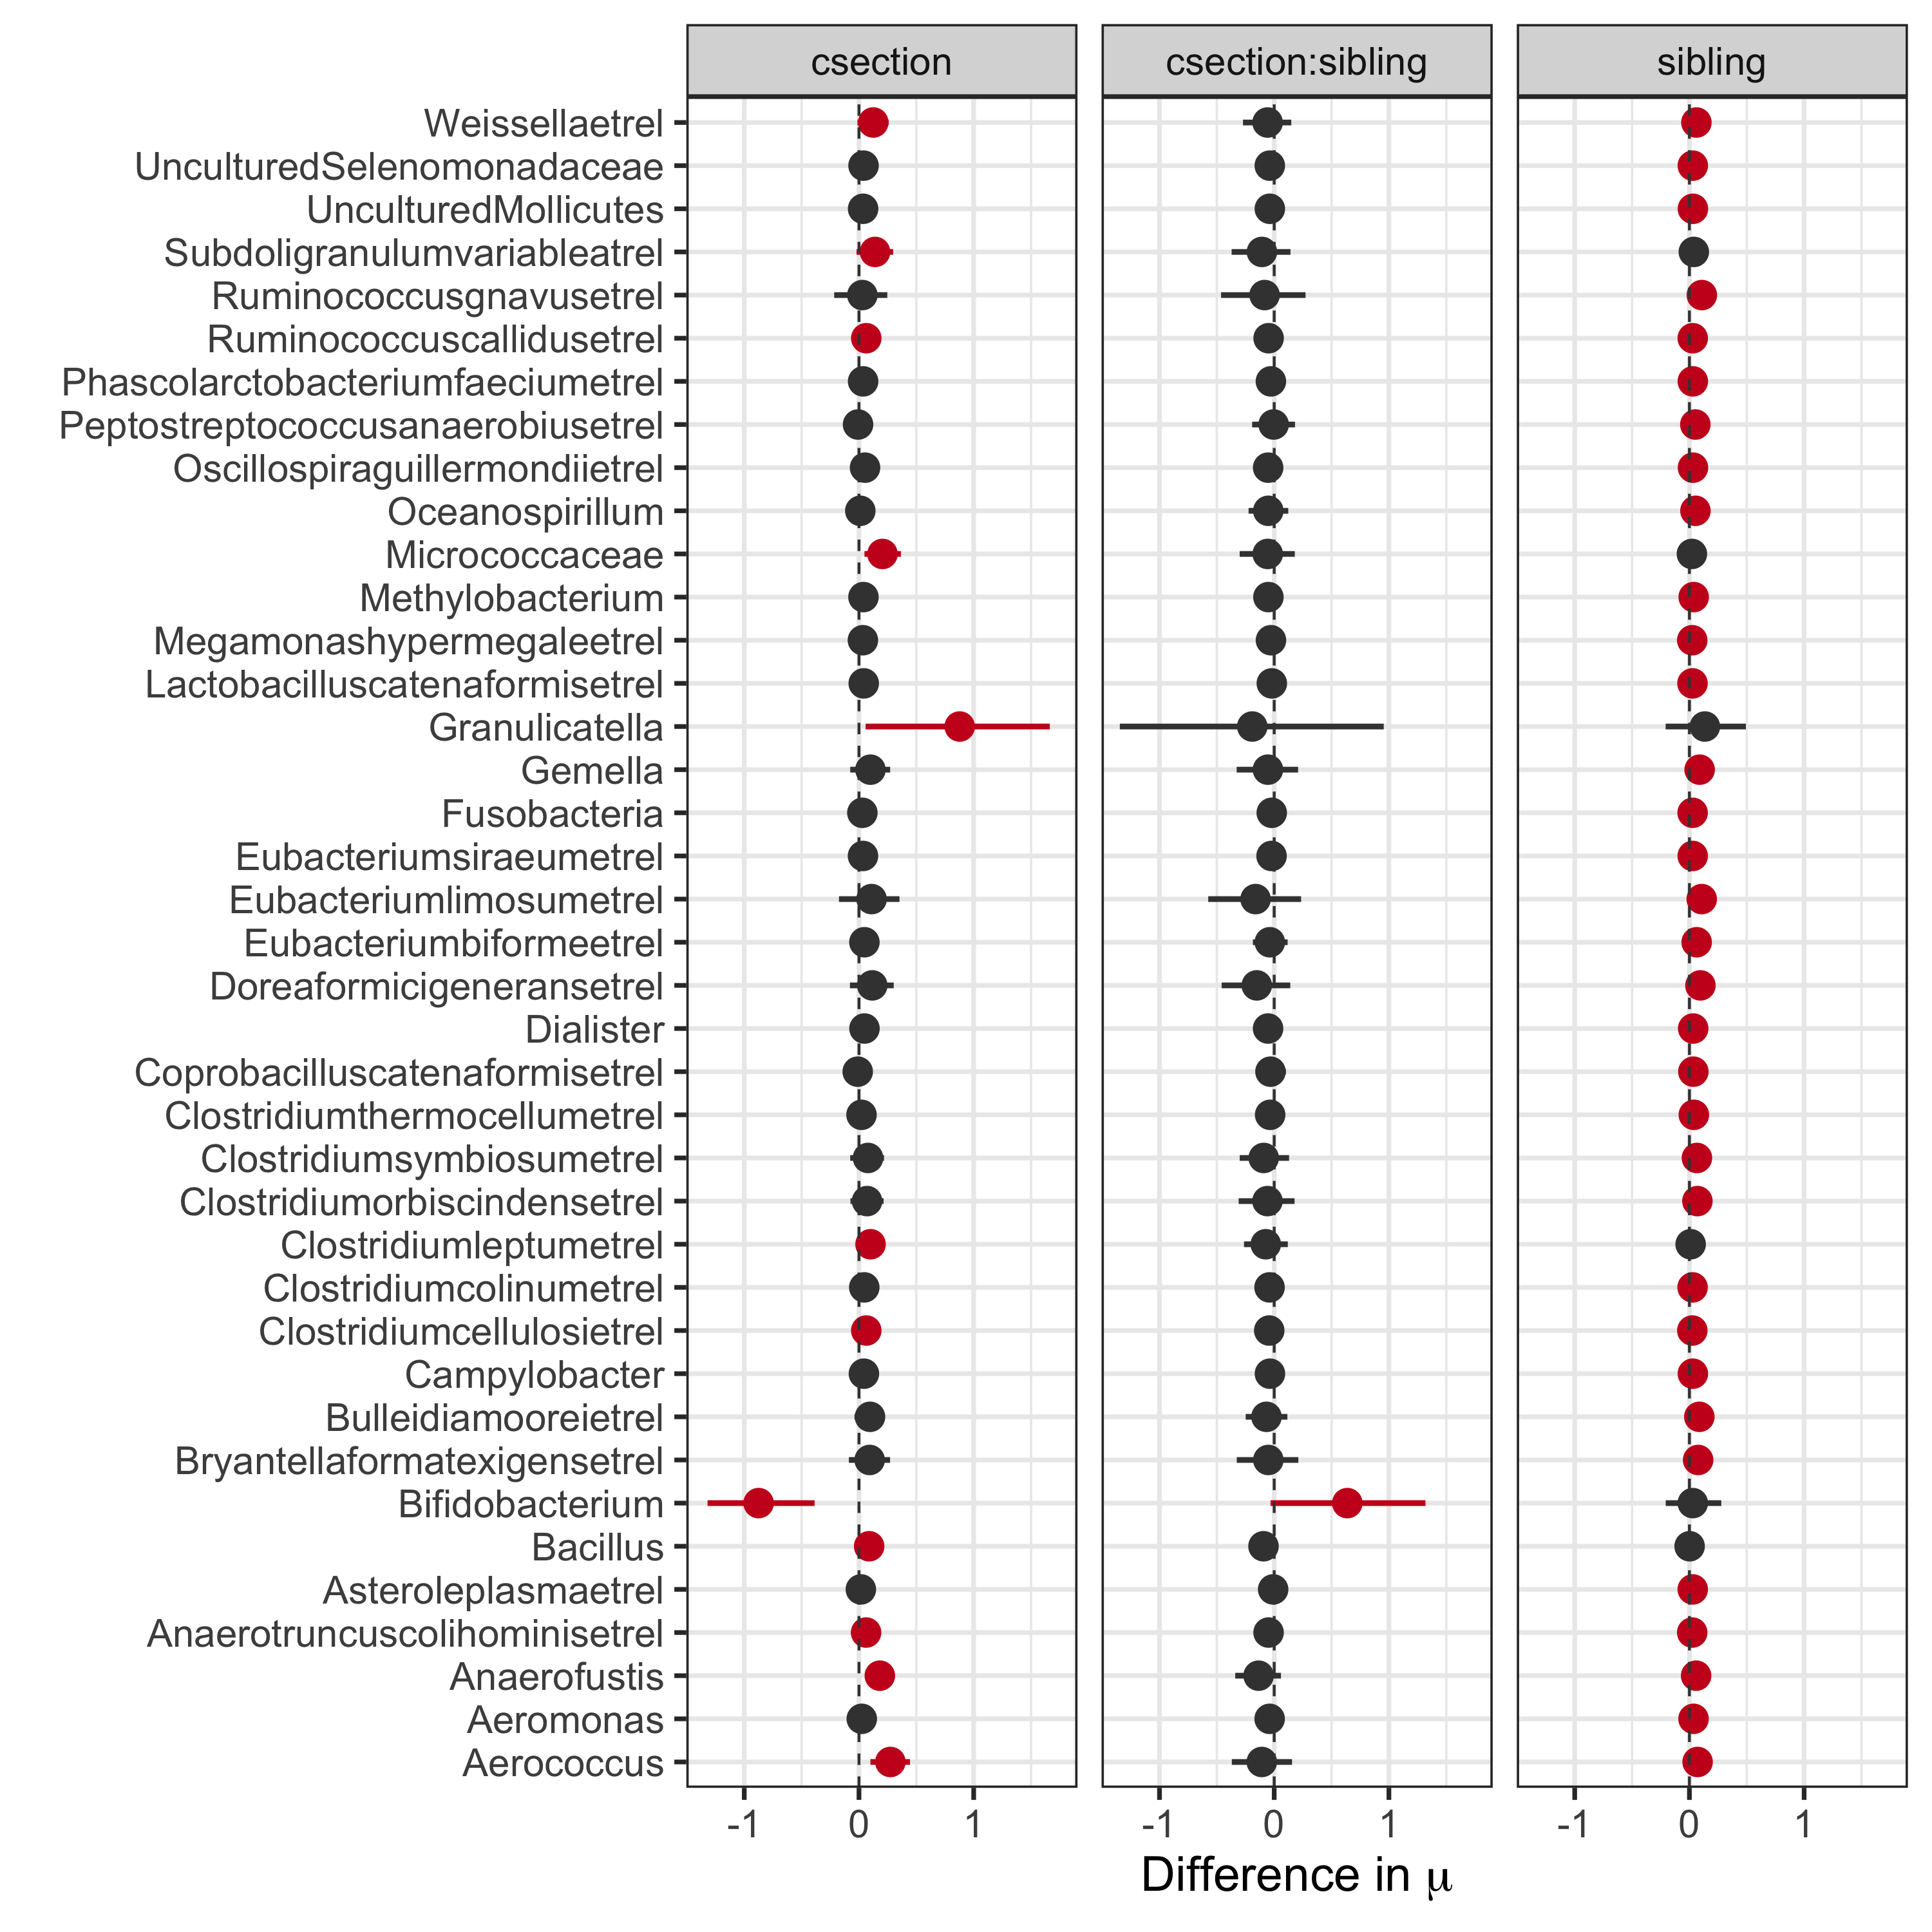 csection csection:sibling sibling
Weissellaetrel
UnculturedSelenomonadaceae
UnculturedMollicutes
Subdoligranulumvariableatrel
Ruminococcusgnavusetrel
Ruminococcuscallidusetrel
Phascolarctobacteriumfaeciumetrel
Peptostreptococcusanaerobiusetrel
Oscillospiraguillermondiietrel
Oceanospirillum
Micrococcaceae
Methylobacterium
Megamonashypermegaleetrel
Lactobacilluscatenaformisetrel
Granulicatella
Gemella
Fusobacteria
Eubacteriumsiraeumetrel
Eubacteriumlimosumetrel
Eubacteriumbiformeetrel
Doreaformicigeneransetrel
Dialister
Coprobacilluscatenaformisetrel
Clostridiumthermocellumetrel
Clostridiumsymbiosumetrel
Clostridiumorbiscindensetrel
Clostridiumleptumetrel
Clostridiumcolinumetrel
Clostridiumcellulosietrel
Campylobacter
Bulleidiamooreietrel
Bryantellaformatexigensetrel
Bifidobacterium
Bacillus
Asteroleplasmaetrel
Anaerotruncuscolihominisetrel
Anaerofustis
Aeromonas
Aerococcus
-1 0 1 -1 0 1 -1 0 1
Difference in μ